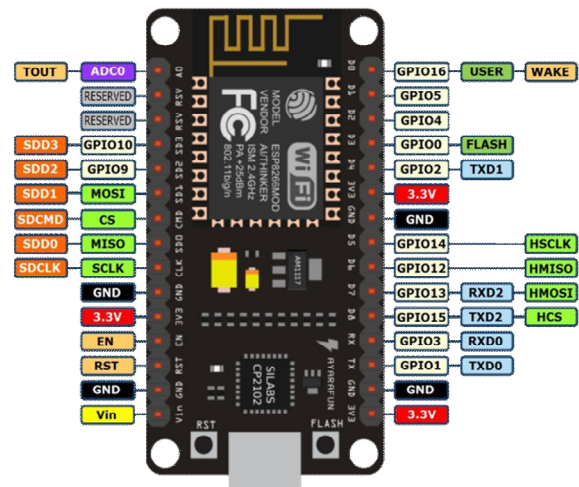 TOUT ADC0 A0 D0 GPIO16 USER WAKE
RESERVED RSV D1 GPIO5
RESERVED RSV D2 GPIO4
SDD3 GPIO10 SD3 D3 GPIO0 FLASH
SDD2 GPIO9 SD2 D4 GPIO2 TXD1
SDD1 MOSI SD1 3V3 3.3V
SDCMD CS CMD GND GND
SDD0 MISO SDO D5 GPIO14 HSCLK
SDCLK SCLK CLK D6 GPIO12 HMISO
GND GND D7 GPIO13 RXD2 HMOSI
3.3V 3V3 D8 GPIO15 TXD2 HCS
EN EN RX GPIO3 RXD0
RST RST TX GPIO1 TXD0
GND GND GND GND
Vin Vin 3V3 3.3V
MODEL
VENDOR
ESP8266MOD
AI/THINKER
ISM 2.4GHz
PA +25dBm
802.11b/g/n
FC
Wi Fi
AM1117
SILABS
CP2102
AYARAFUN
RST
FLASH